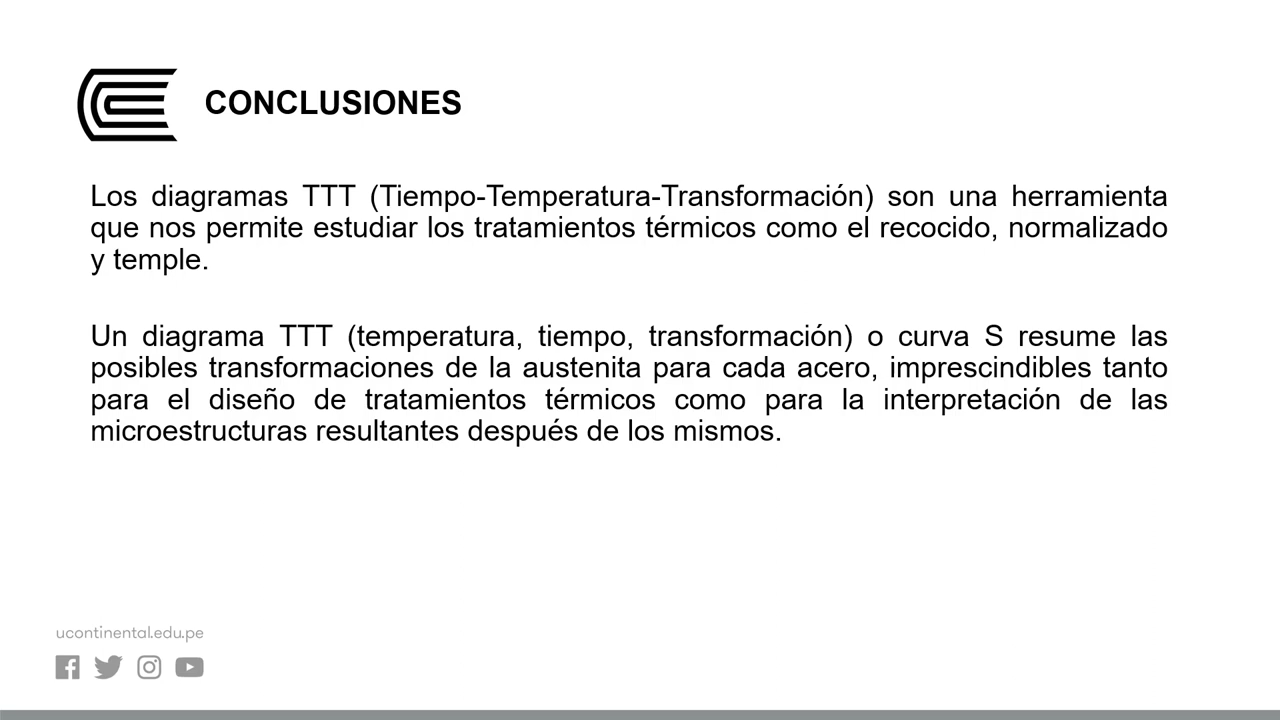 CONCLUSIONES
Los diagramas TTT (Tiempo-Temperatura-Transformación) son una herramienta
que nos permite estudiar los tratamientos térmicos como el recocido, normalizado
y temple.
Un diagrama TTT (temperatura, tiempo, transformación) o curva S resume las
posibles transformaciones de la austenita para cada acero, imprescindibles tanto
para el diseño de tratamientos térmicos como para la interpretación de las
microestructuras resultantes después de los mismos.
ucontinental.edu.pe